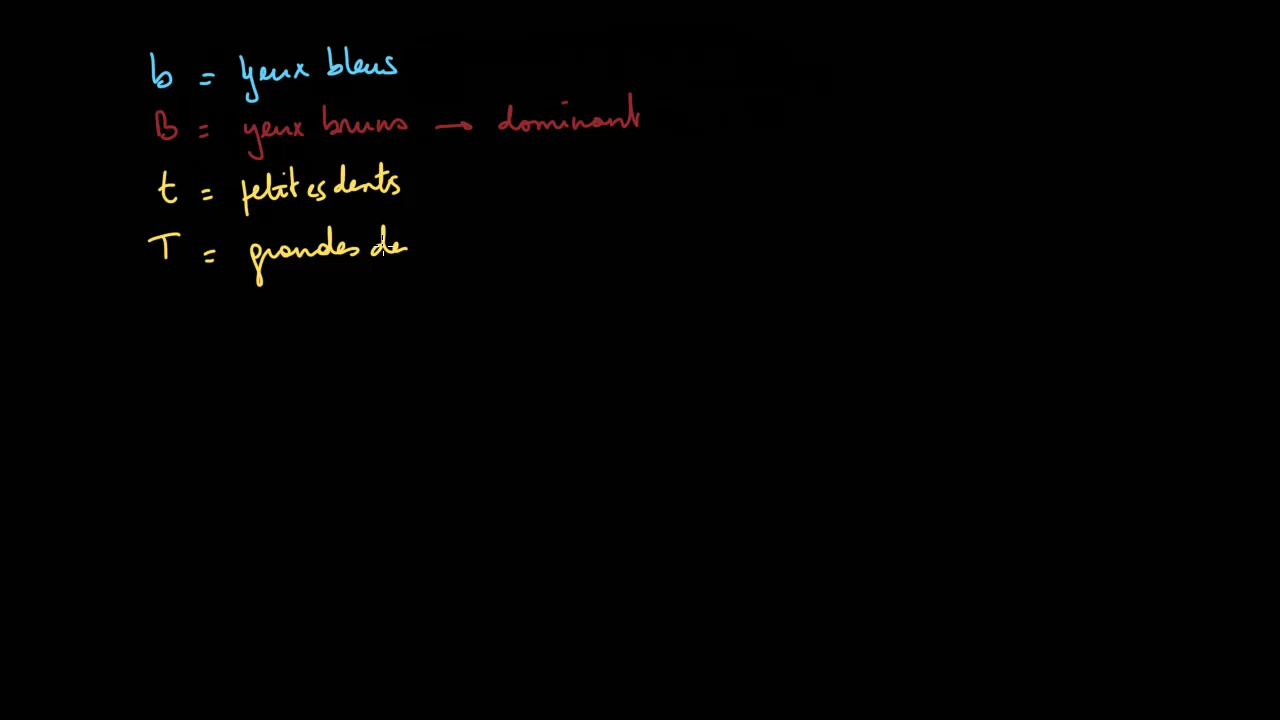 b = yeux bleus
B = yeux bruns → dominant
t = petites dents
T = grandes de